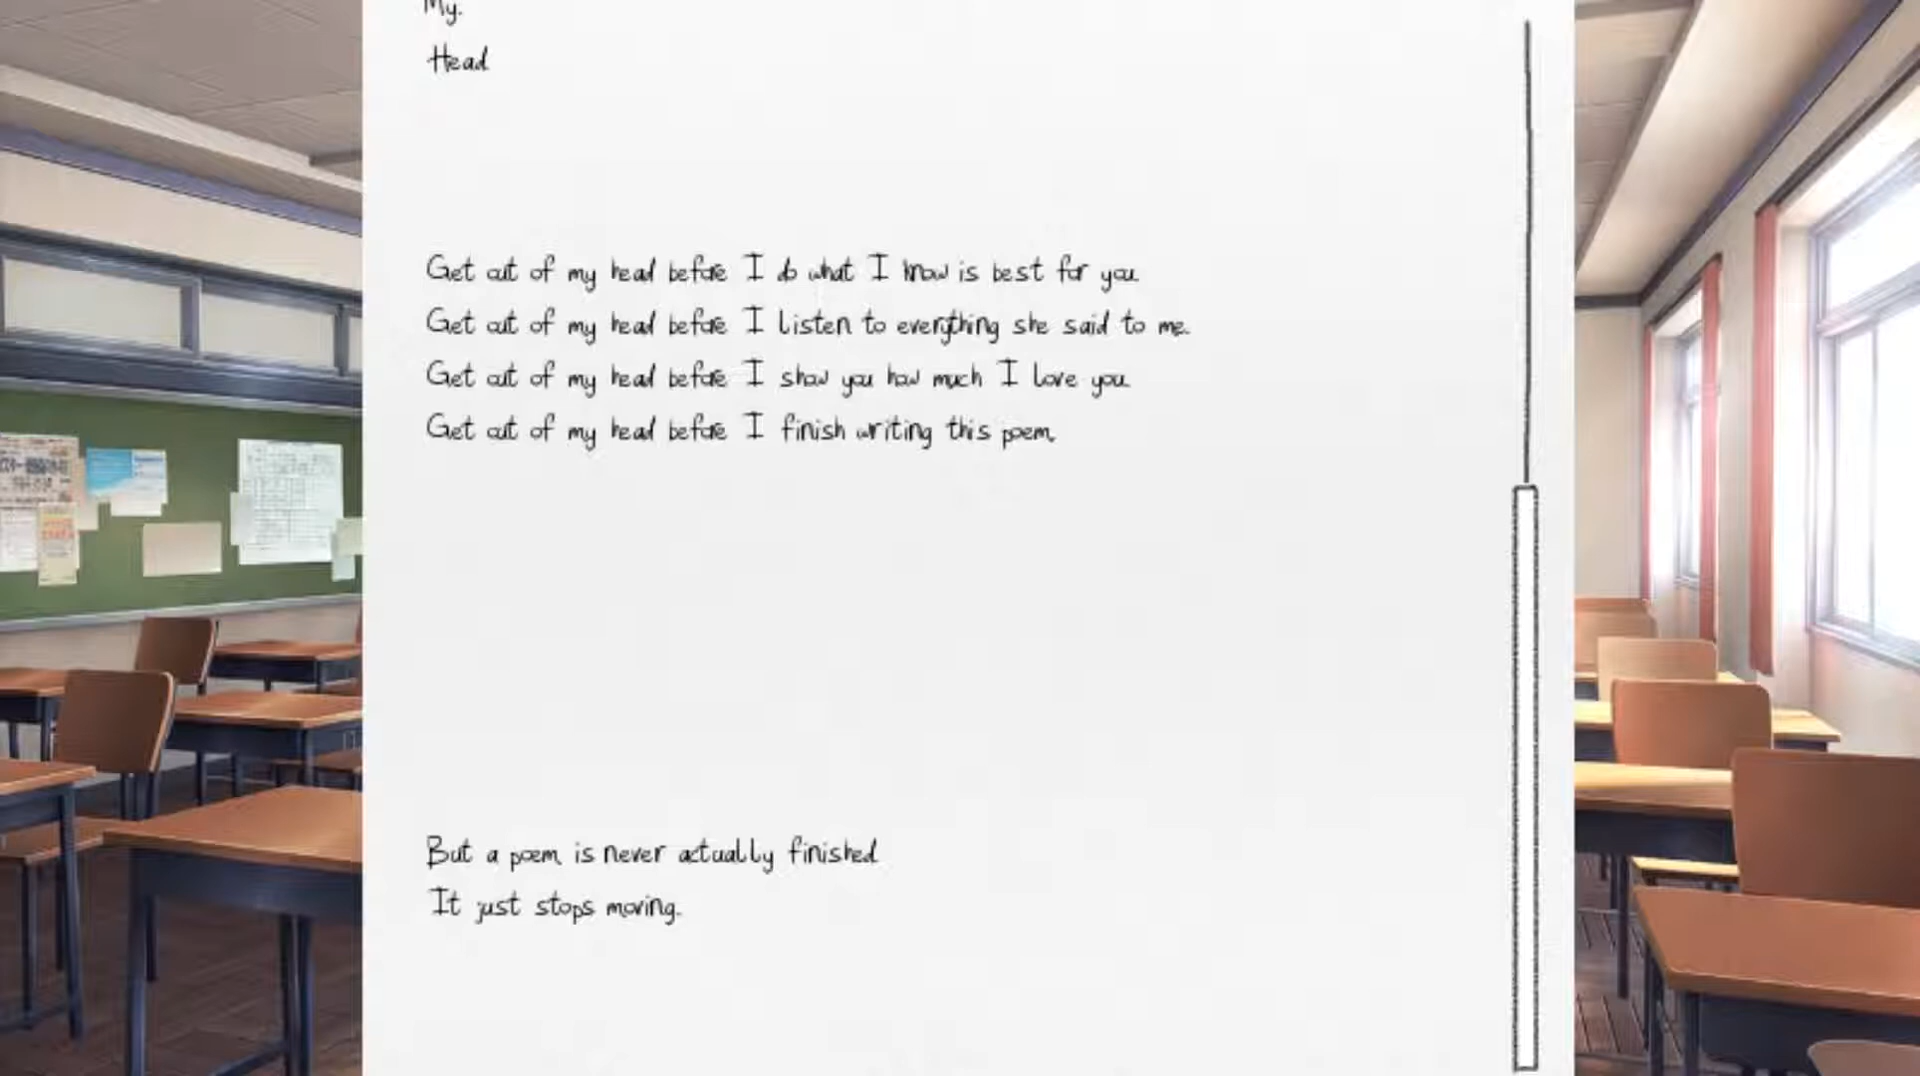 My.
Head
Get out of my head before I do what I know is best for you.
Get out of my head before I listen to everything she said to me.
Get out of my head before I show you how much I love you.
Get out of my head before I finish writing this poem.
But a poem is never actually finished.
It just stops moving.